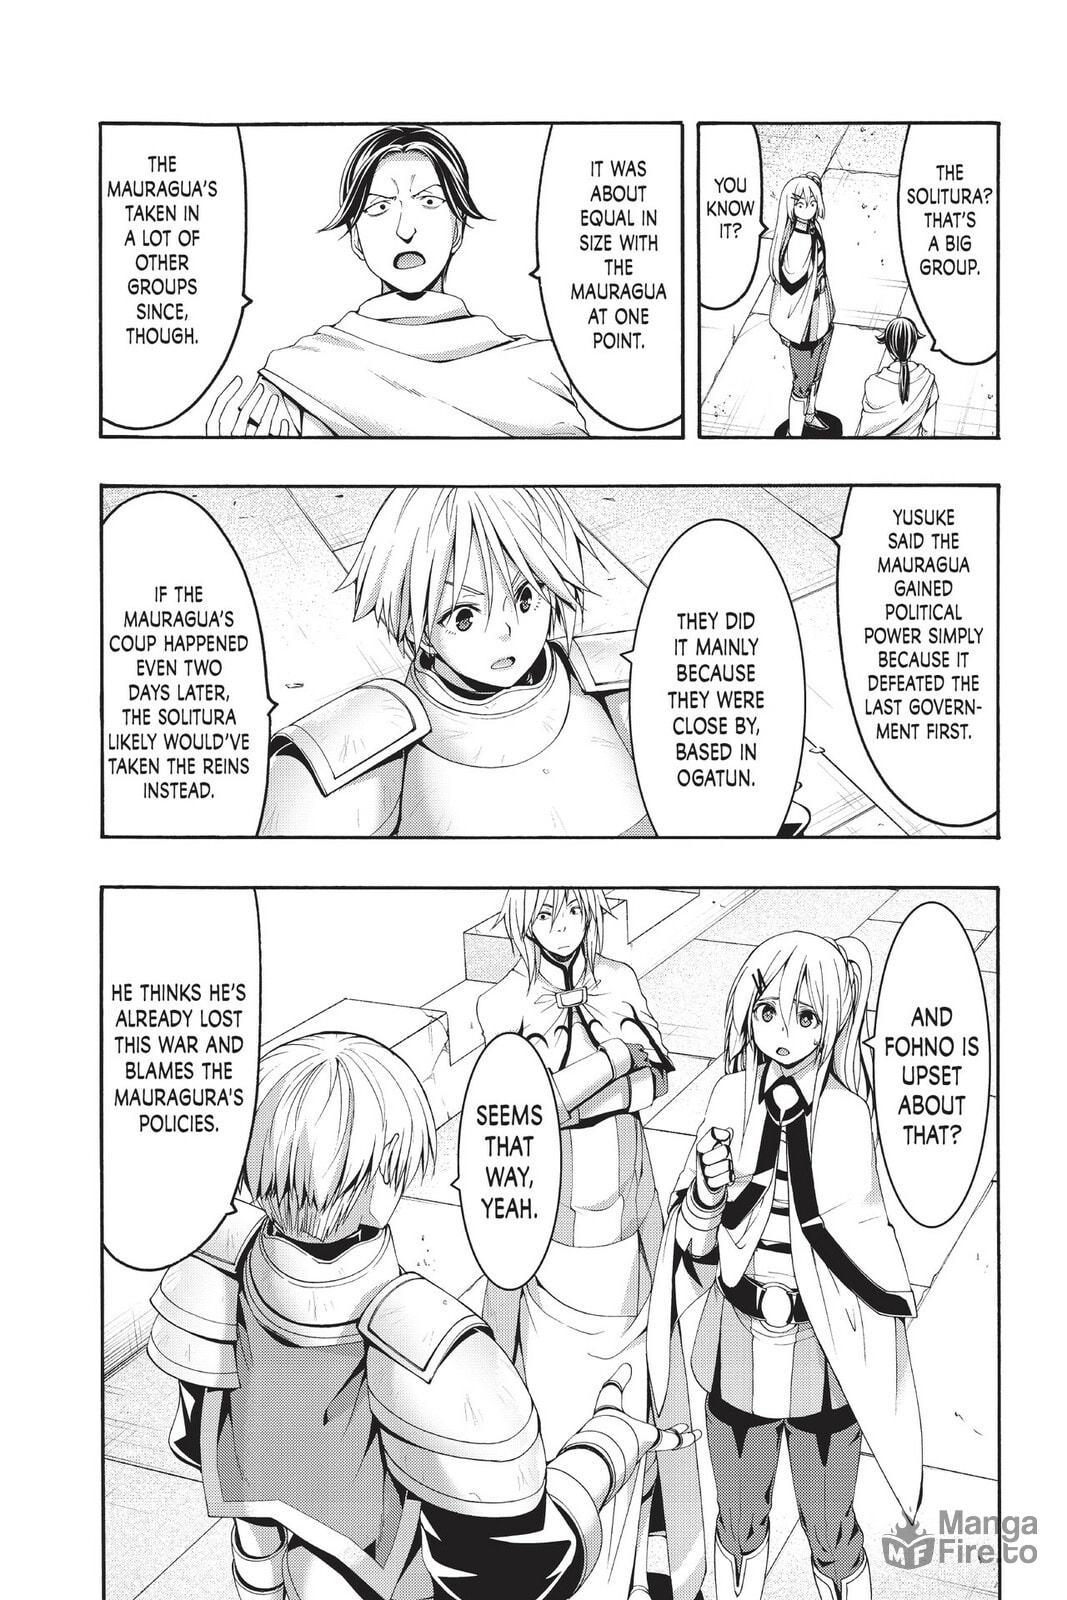 THE
SOLITURA?
THAT'S
A BIG
GROUP.
YOU
KNOW
IT?
IT WAS
ABOUT
EQUAL IN
SIZE WITH
THE
MAURAGUA
AT ONE
POINT.
THE
MAURAGUA'S
TAKEN IN
A LOT OF
OTHER
GROUPS
SINCE,
THOUGH.
YUSUKE
SAID THE
MAURAGUA
GAINED
POLITICAL
POWER SIMPLY
BECAUSE IT
DEFEATED THE
LAST GOVERN-
MENT FIRST.
THEY DID
IT MAINLY
BECAUSE
THEY WERE
CLOSE BY,
BASED IN
OGATUN.
IF THE
MAURAGUA'S
COUP HAPPENED
EVEN TWO
DAYS LATER,
THE SOLITURA
LIKELY WOULD'VE
TAKEN THE REINS
INSTEAD.
AND
FOHNO IS
UPSET
ABOUT
THAT?
SEEMS
THAT
WAY,
YEAH.
HE THINKS HE'S
ALREADY LOST
THIS WAR AND
BLAMES THE
MAURAGURA'S
POLICIES.
MF
Manga
Fire.to